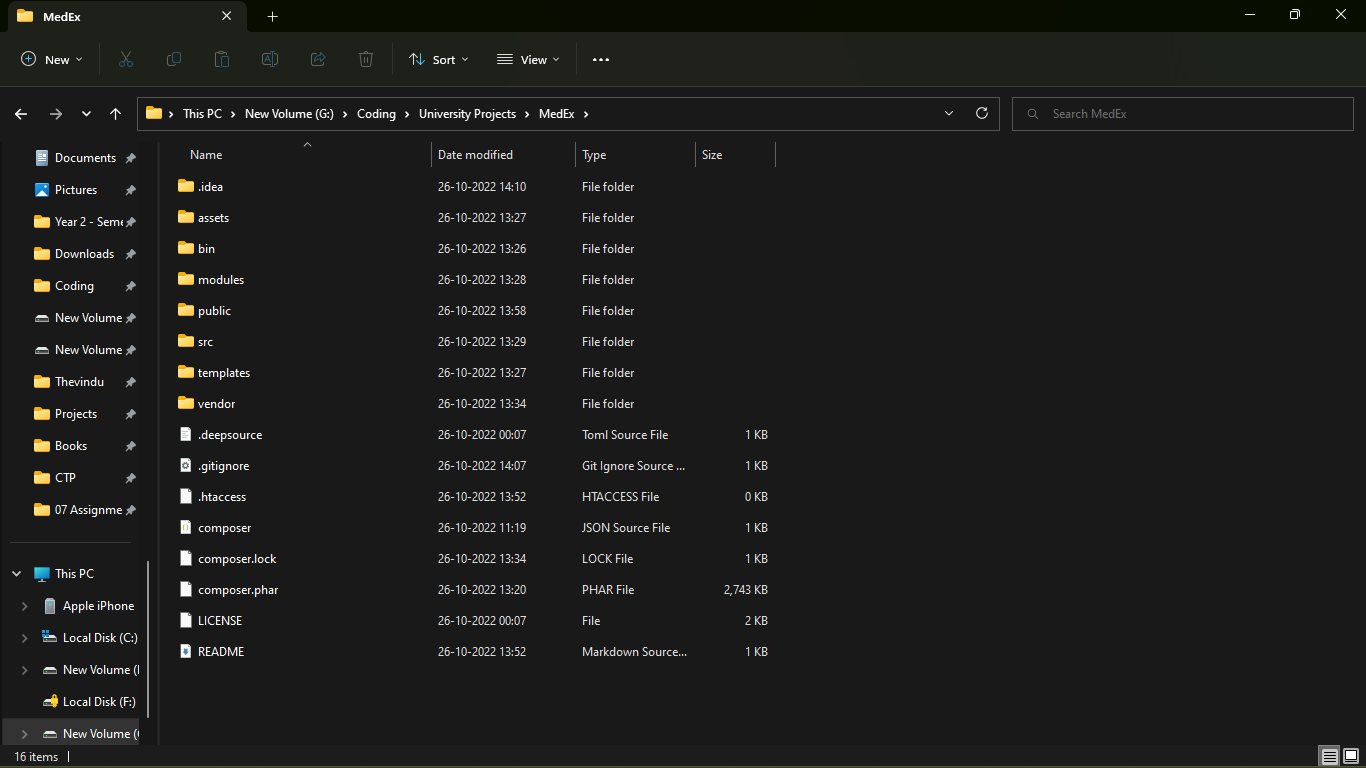 MedEx
New
Sort
View
This PC New Volume (G:) Coding University Projects MedEx
Search MedEx
Name Date modified Type Size
Documents
Pictures
Year 2 - Seme
Downloads
Coding
New Volume
New Volume
Thevindu
Projects
Books
CTP
07 Assignme
This PC
Apple iPhone
Local Disk (C:)
New Volume (
Local Disk (F:)
New Volume (
.idea 26-10-2022 14:10 File folder
assets 26-10-2022 13:27 File folder
bin 26-10-2022 13:26 File folder
modules 26-10-2022 13:28 File folder
public 26-10-2022 13:58 File folder
src 26-10-2022 13:29 File folder
templates 26-10-2022 13:27 File folder
vendor 26-10-2022 13:34 File folder
.deepsource 26-10-2022 00:07 Toml Source File 1 KB
.gitignore 26-10-2022 14:07 Git Ignore Source ... 1 KB
.htaccess 26-10-2022 13:52 HTACCESS File 0 KB
composer 26-10-2022 11:19 JSON Source File 1 KB
composer.lock 26-10-2022 13:34 LOCK File 1 KB
composer.phar 26-10-2022 13:20 PHAR File 2,743 KB
LICENSE 26-10-2022 00:07 File 2 KB
README 26-10-2022 13:52 Markdown Source... 1 KB
16 items